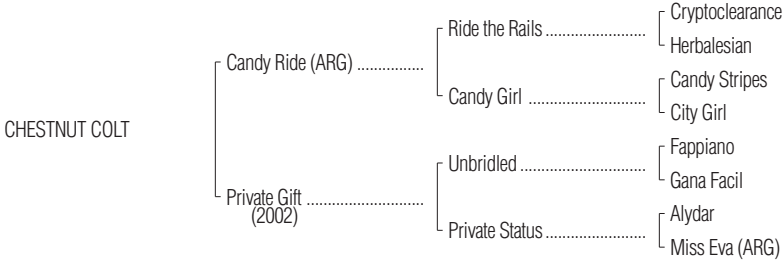 Cryptoclearance
Ride the Rails ........................
Herbalesian
Candy Ride (ARG) ................
Candy Stripes
Candy Girl ............................
City Girl
CHESTNUT COLT
Fappiano
Unbridled ..............................
Gana Facil
Private Gift ............................
(2002)
Alydar
Private Status ........................
Miss Eva (ARG)